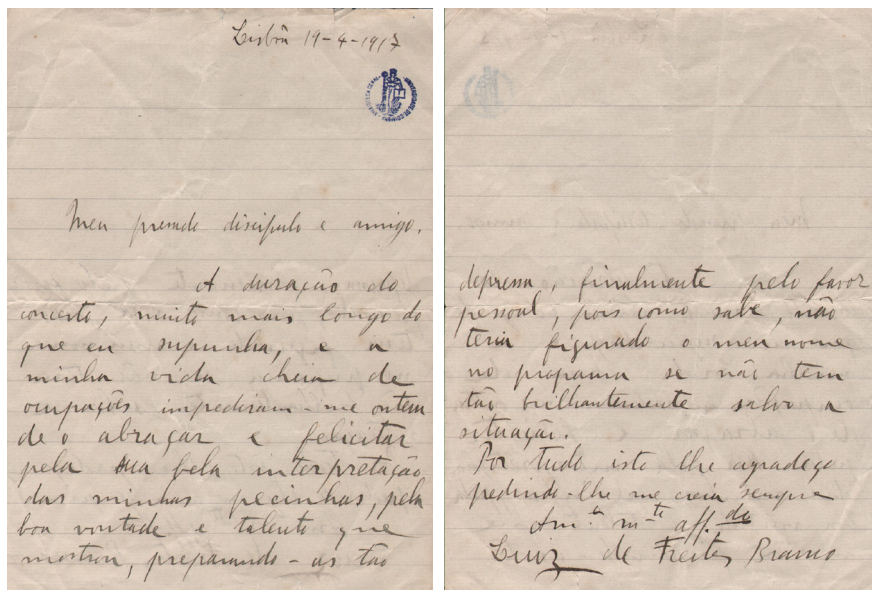 Lisbôa 19-4-1917
Meu presado discipulo e amigo.
A duração do
concerto, muito mais longo do
que eu supunha, e a
minha vida cheia de
ocupações impediram-me ontem
de o abraçar e felicitar
pela sua bela interpretação
das minhas pecinhas, pela
boa vontade e talento que
mostrou, preparando-as tão
depressa, finalmente pelo favor
pessoal, pois como sabe, não
teria figurado o meu nome
no programa se não tem
tão brilhantemente salvo a
situação.
Por tudo isto lhe agradeço
pedindo-lhe me creia sempre
Am.º m.to aff.do
Luiz de Freitas Branco